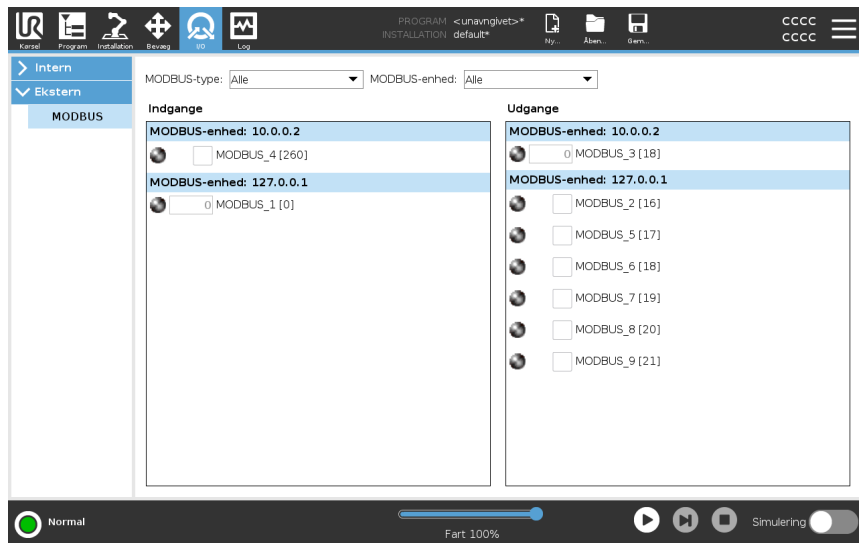 UR
PROGRAM <unavngivet>*
INSTALLATION default*
CCCC
CCCC
Kørsel Program Installation Bevæg I/O Log Ny... Åben... Gem...
Intern
Ekstern
MODBUS
MODBUS-type: Alle MODBUS-enhed: Alle
Indgange
MODBUS-enhed: 10.0.0.2
MODBUS_4 [260]
MODBUS-enhed: 127.0.0.1
0 MODBUS_1 [0]
Udgange
MODBUS-enhed: 10.0.0.2
0 MODBUS_3 [18]
MODBUS-enhed: 127.0.0.1
MODBUS_2 [16]
MODBUS_5 [17]
MODBUS_6 [18]
MODBUS_7 [19]
MODBUS_8 [20]
MODBUS_9 [21]
Normal
Fart 100%
Simulering